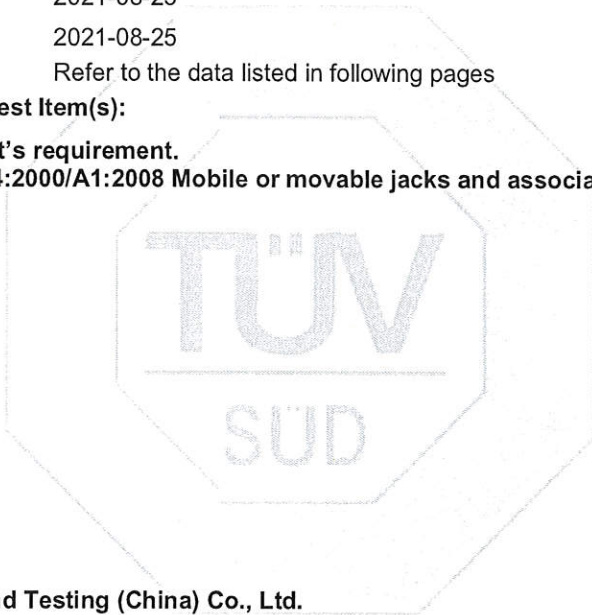 2021-08-25
Refer to the data listed in following pages
est Item(s):
t's requirement.
4:2000/A1:2008 Mobile or movable jacks and associa
TÜV
SÜD
d Testing (China) Co., Ltd.